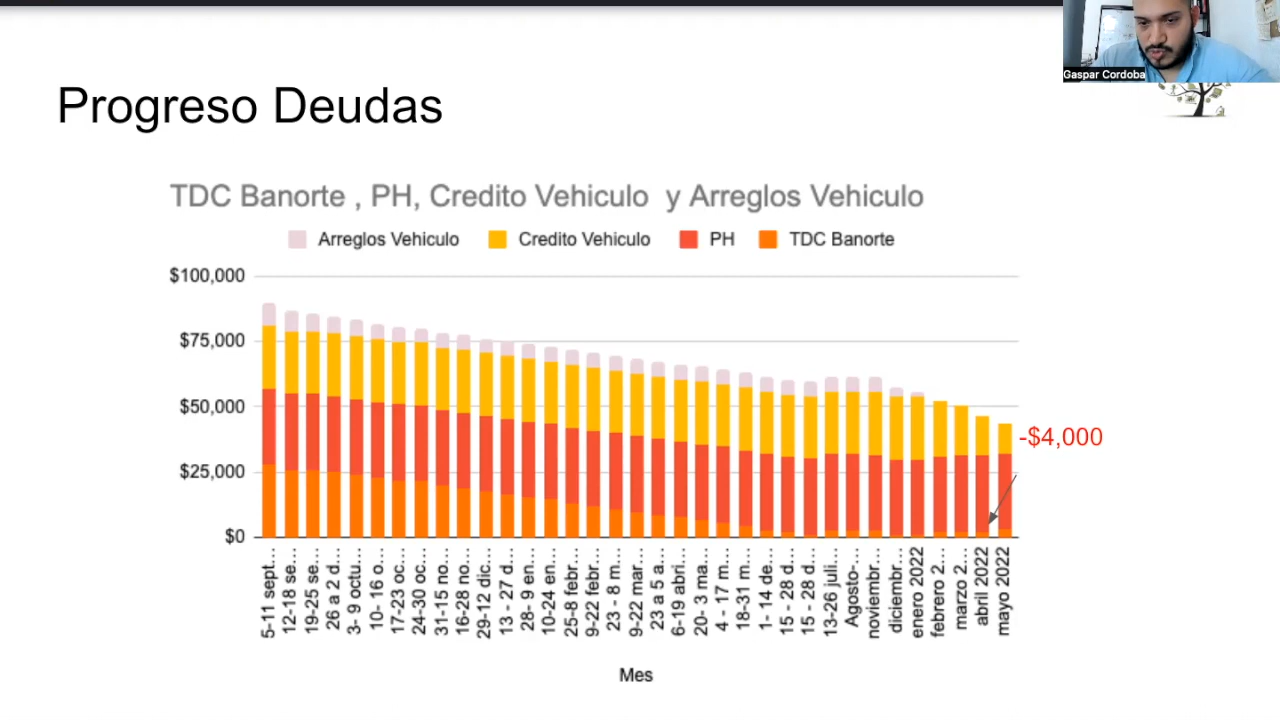 Gaspar Cordoba
Progreso Deudas
TDC Banorte , PH, Credito Vehiculo y Arreglos Vehiculo
Arreglos Vehiculo Credito Vehiculo PH TDC Banorte
$100,000
$75,000
$50,000
$25,000
$0
-$4,000
5-11 sept...
12-18 se...
19-25 se...
26 a 2 d...
3- 9 octu...
10- 16 o...
17-23 oc...
24-30 oc...
31-15 no...
16-28 no...
29-12 dic...
13 - 27 d...
28- 9 en...
10-24 en...
25-8 febr...
9-22 febr...
23 - 8 m...
9-22 mar...
23 a 5 a...
6-19 abri...
20- 3 ma...
4 - 17 m...
18-31 m...
1- 14 de...
15 - 28 d...
15 - 28 d...
13-26 juli...
Agosto-...
noviembr...
diciembr...
enero 2022
febrero 2...
marzo 2...
abril 2022
mayo 2022
Mes